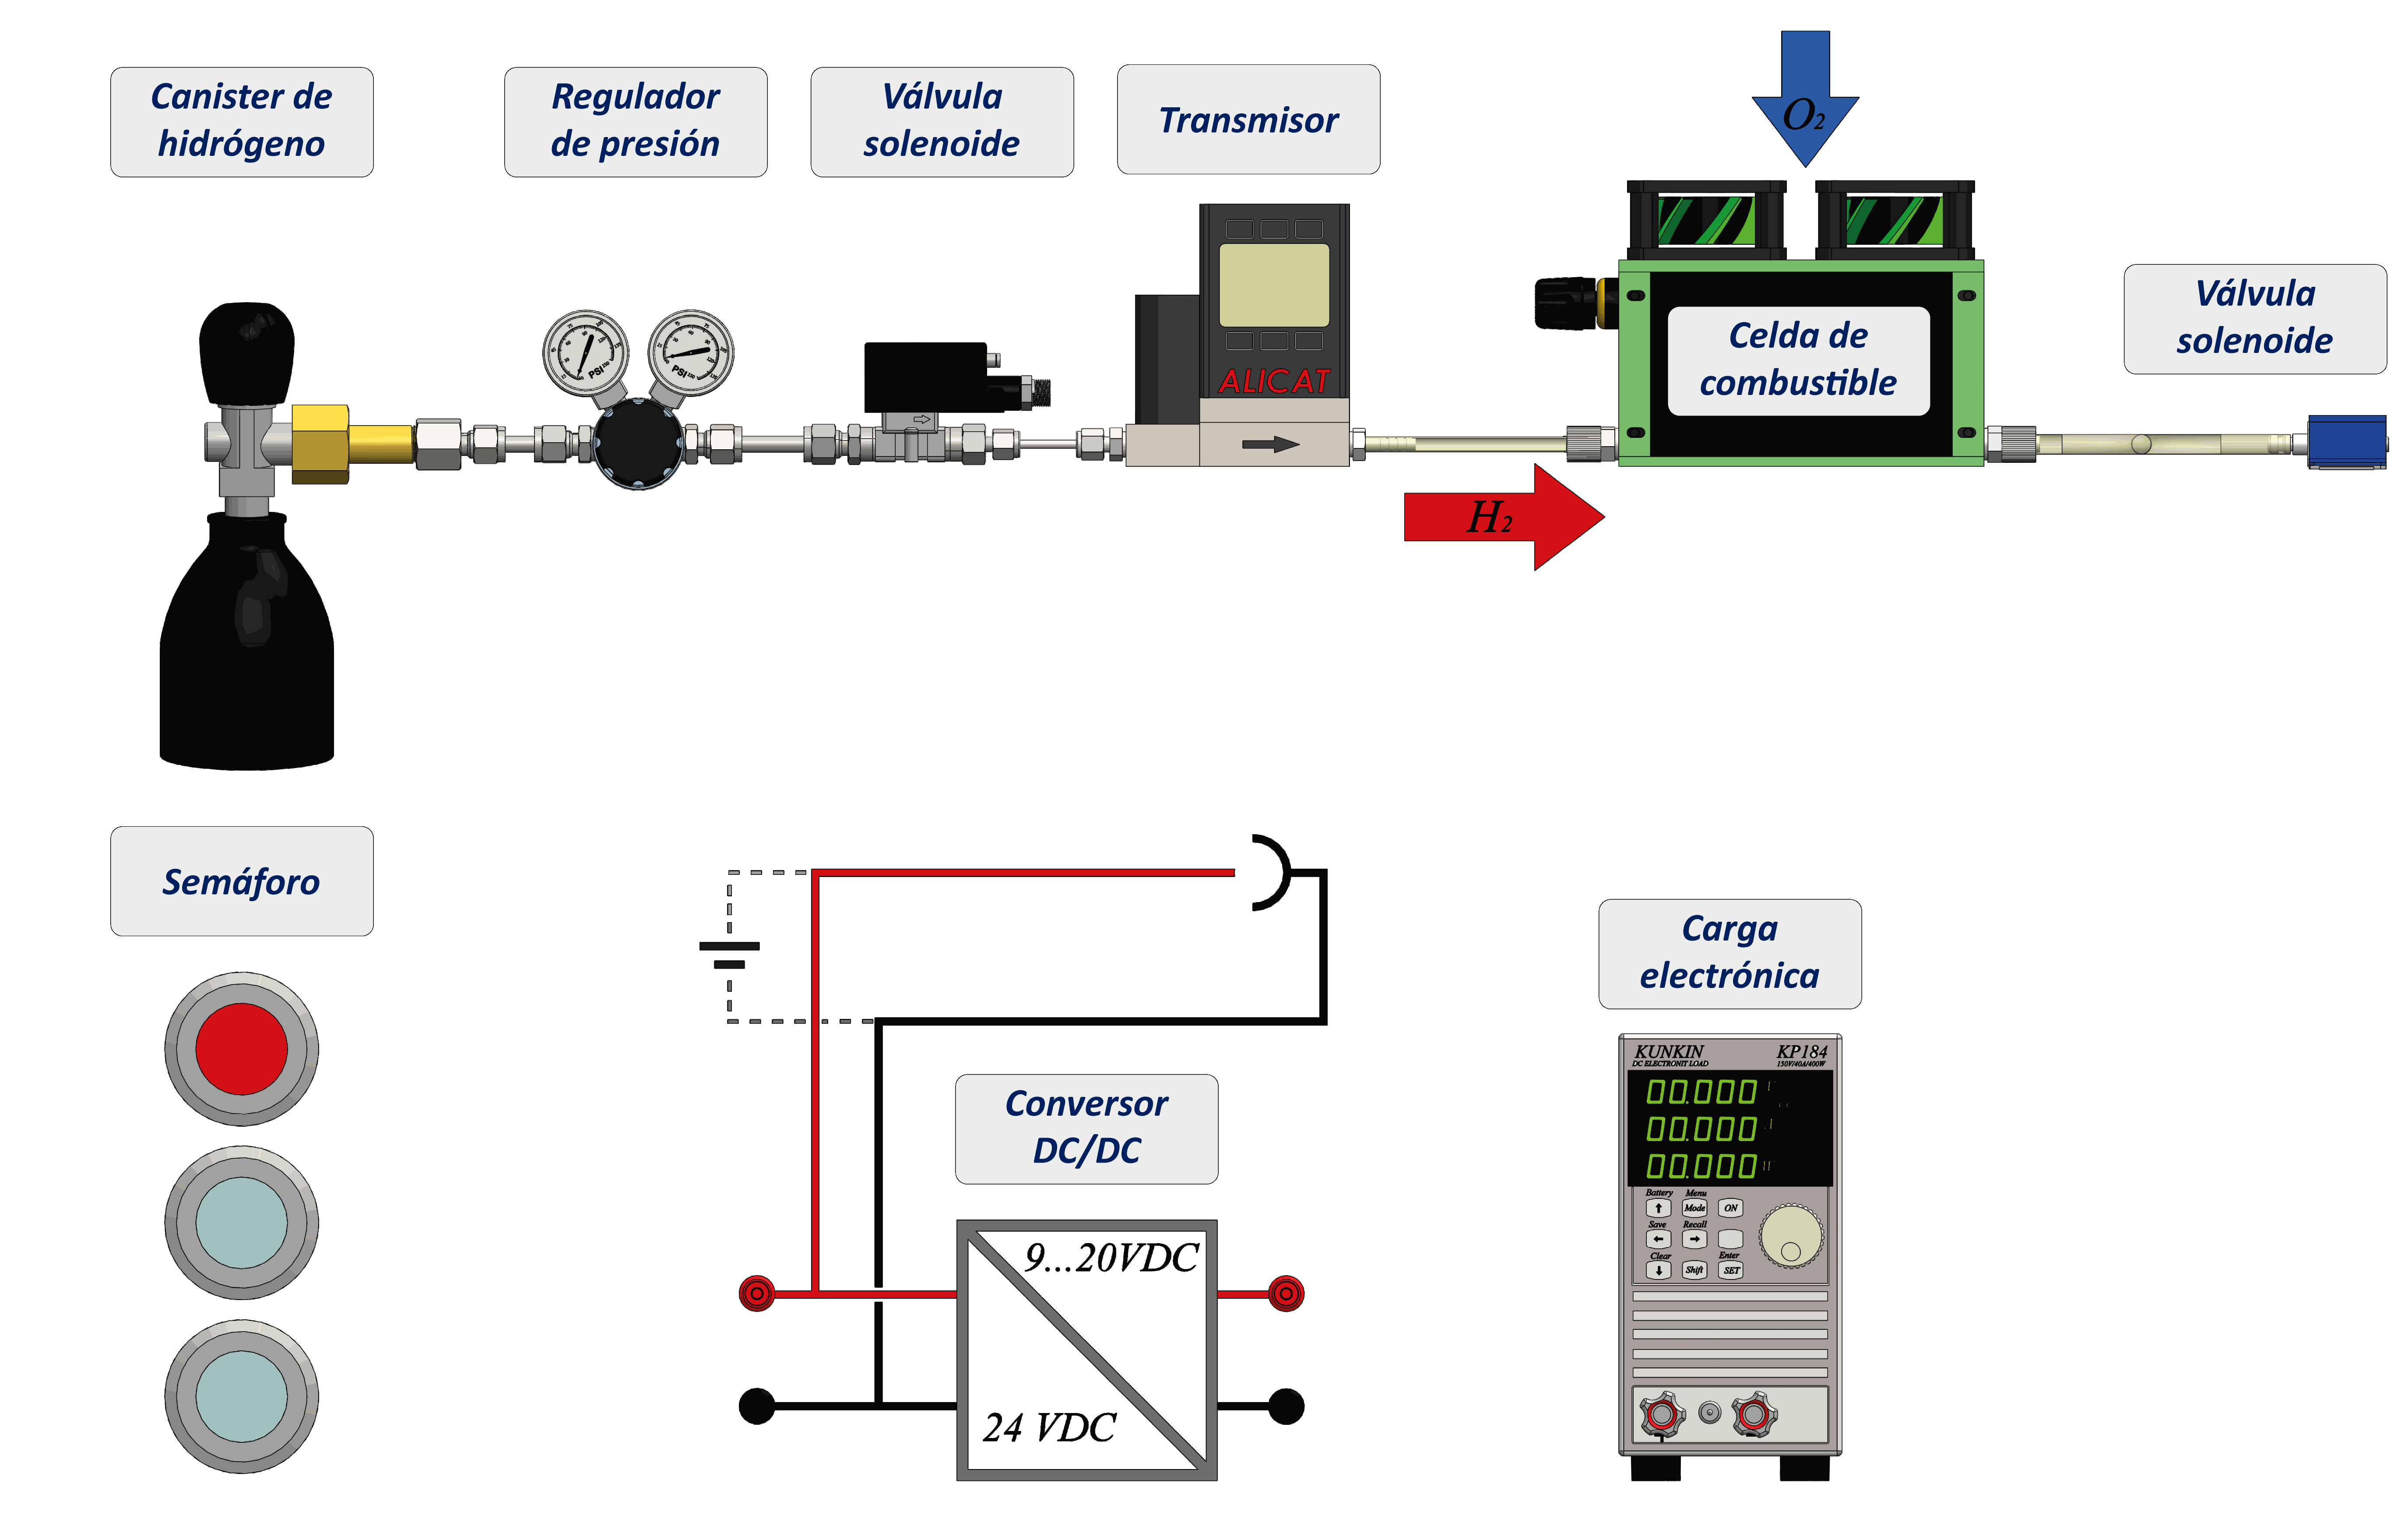 Canister de
hidrógeno
Regulador
de presión
Válvula
solenoide
Transmisor
O2
Válvula
solenoide
PSI
PSI
ALICAT
Celda de
combustible
H2
Semáforo
Carga
electrónica
Conversor
DC/DC
9...20VDC
24 VDC
KUNKIN KP184
DC ELECTRONIT LOAD 150V/40A/400W
00.000
00.000
00.000
Battery Menu
Mode ON
Save Recall
Clear Enter
Shift SET